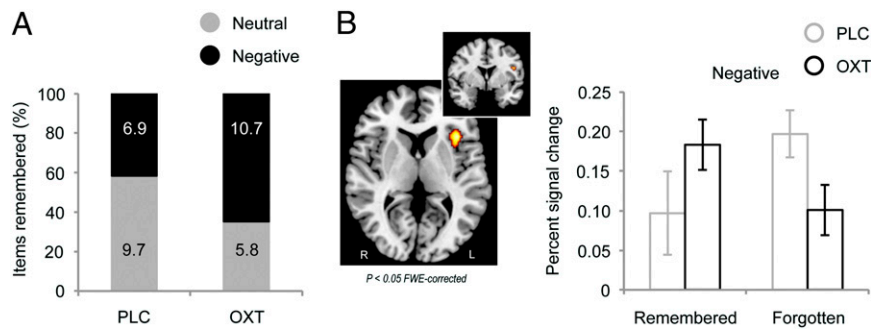 A
Neutral
Negative
Items remembered (%)
100
80
60
40
20
0
6.9
10.7
9.7
5.8
PLC
OXT
B
R
L
P < 0.05 FWE-corrected
PLC
OXT
Negative
Percent signal change
0.25
0.20
0.15
0.10
0.05
0.00
Remembered
Forgotten